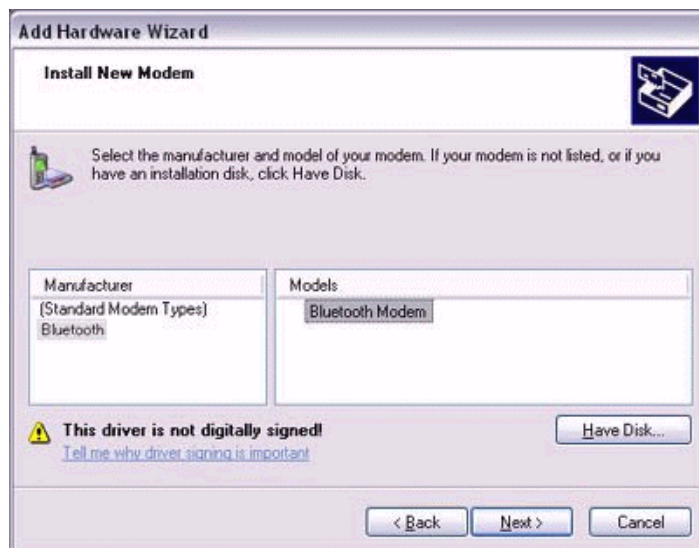 Add Hardware Wizard
Install New Modem
Select the manufacturer and model of your modem. If your modem is not listed, or if you
have an installation disk, click Have Disk.
Manufacturer
(Standard Modem Types)
Bluetooth
Models
Bluetooth Modem
This driver is not digitally signed!
Tell me why driver signing is important
Have Disk...
< Back
Next >
Cancel